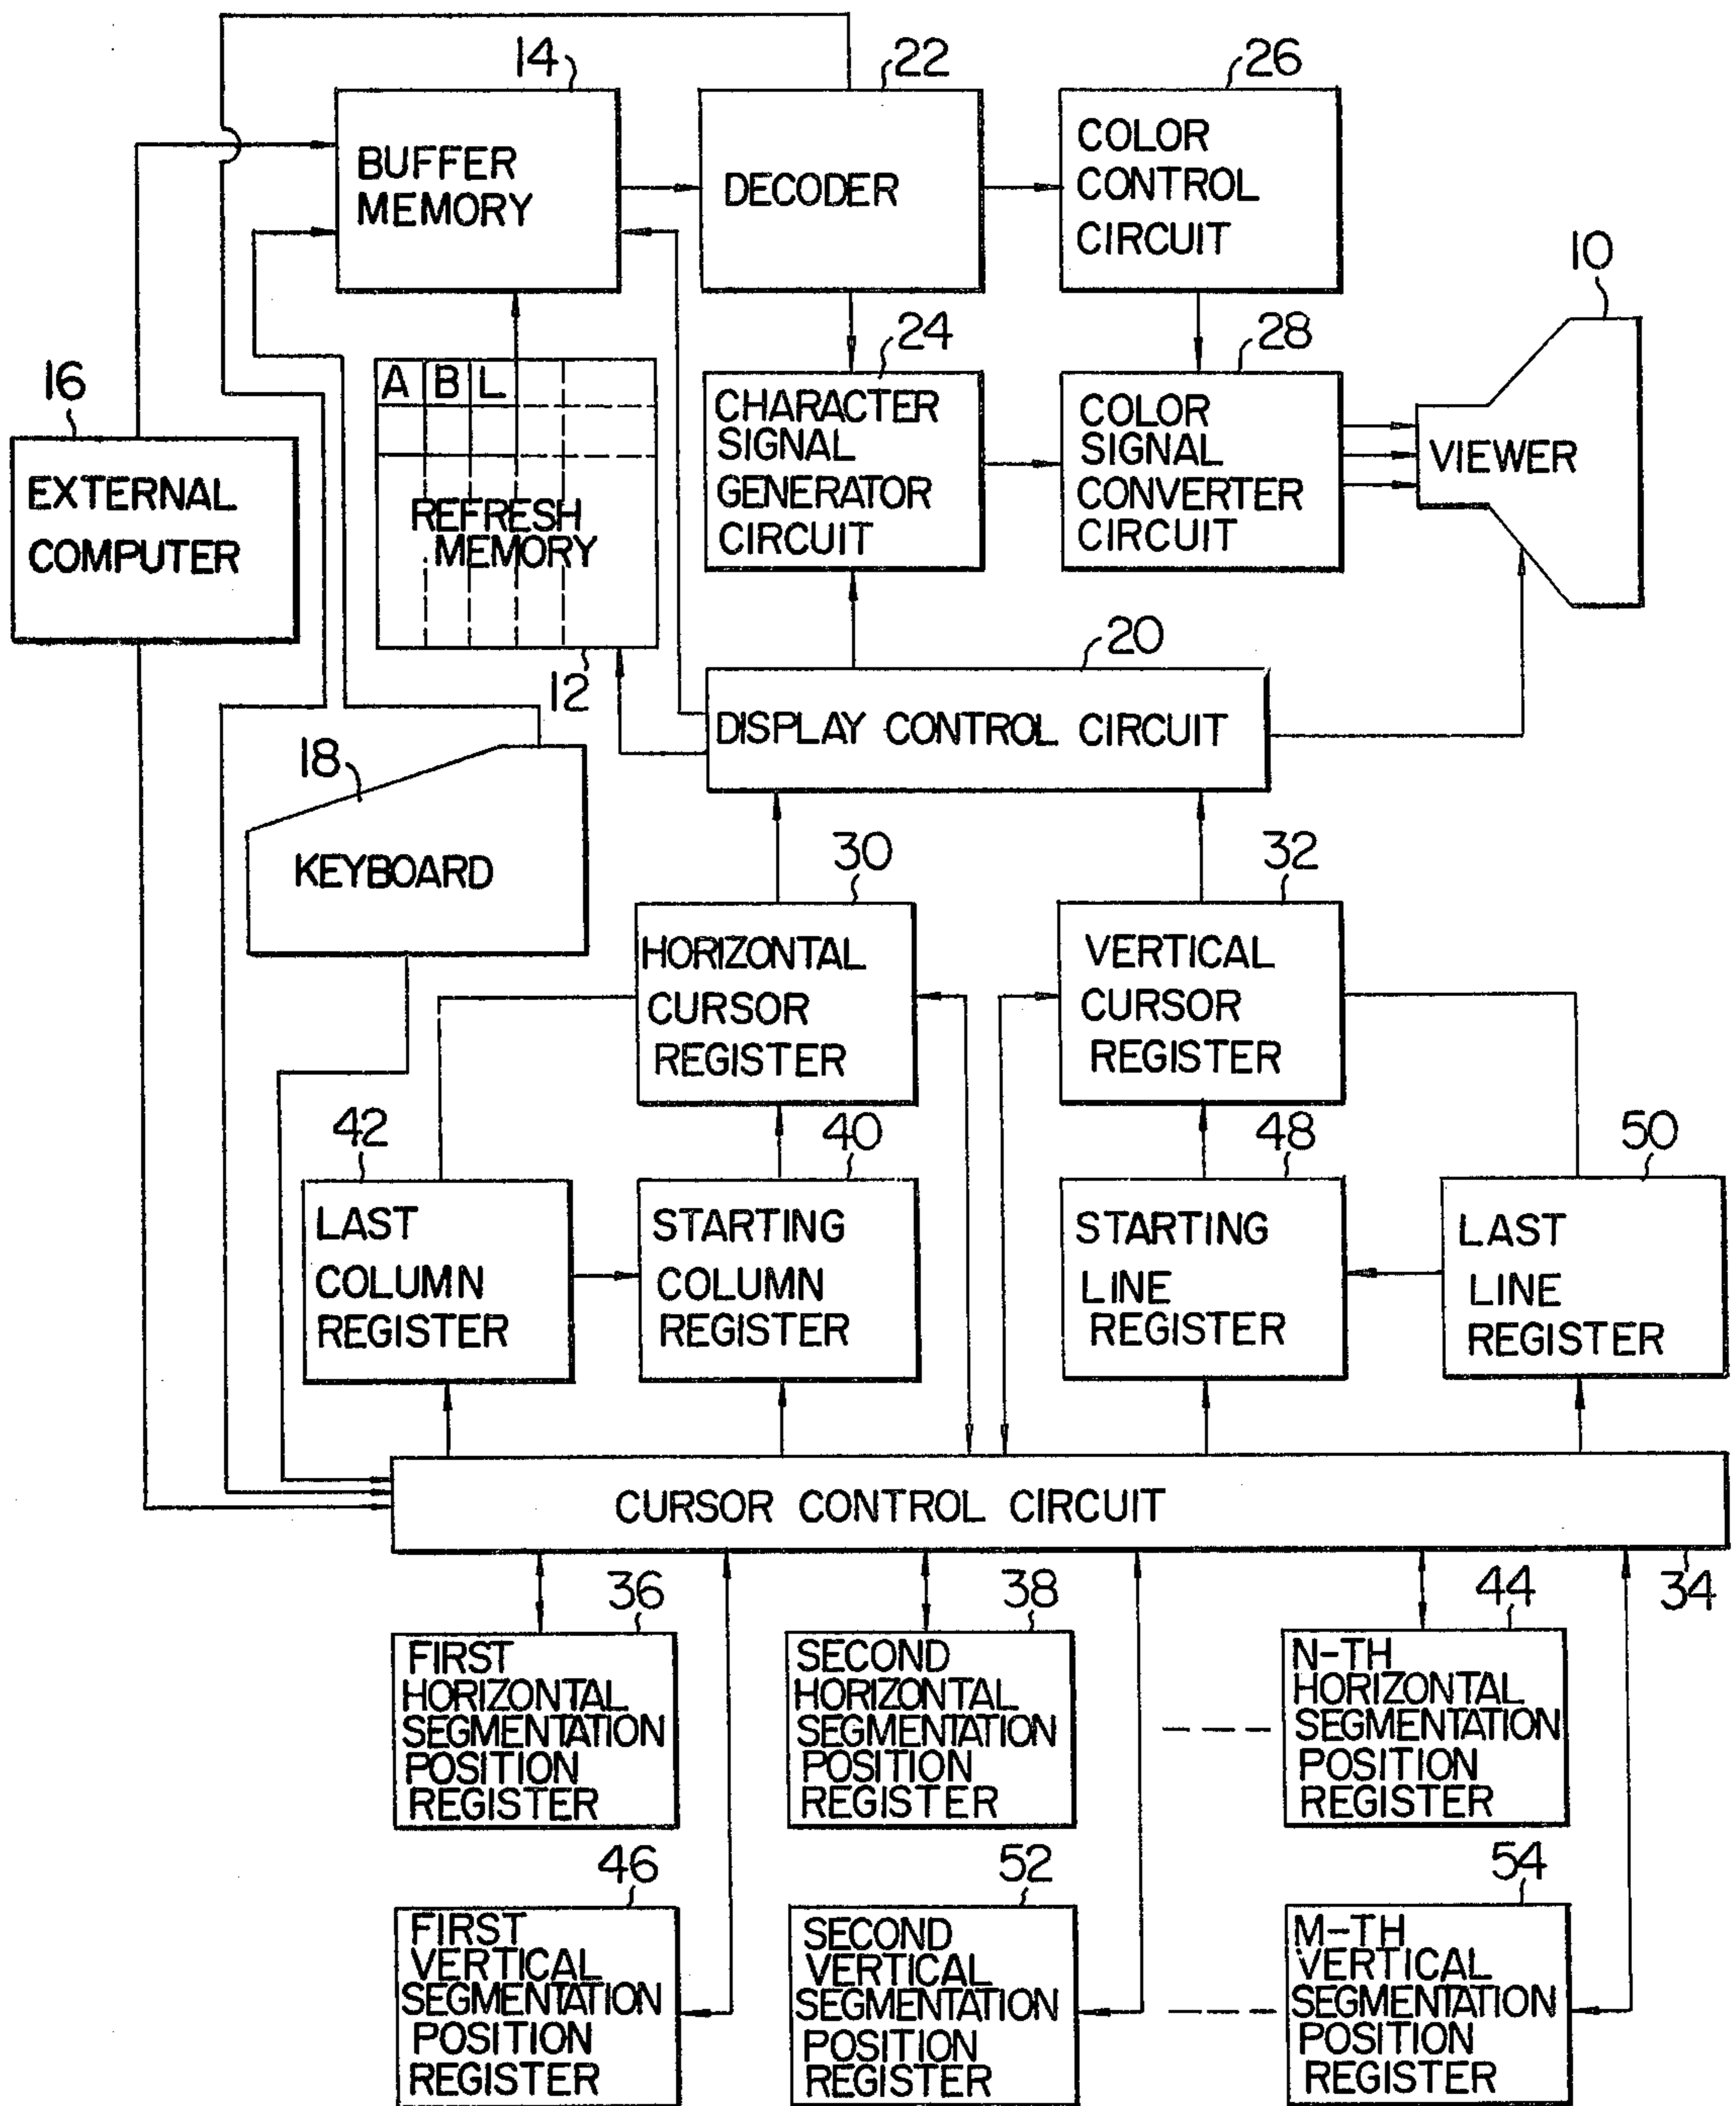 14
22
26
BUFFER
MEMORY
DECODER
COLOR
CONTROL
CIRCUIT
10
16
EXTERNAL
COMPUTER
A B L
REFRESH
MEMORY
12
24
CHARACTER
SIGNAL
GENERATOR
CIRCUIT
28
COLOR
SIGNAL
CONVERTER
CIRCUIT
VIEWER
20
DISPLAY CONTROL CIRCUIT
18
KEYBOARD
30
HORIZONTAL
CURSOR
REGISTER
32
VERTICAL
CURSOR
REGISTER
42
LAST
COLUMN
REGISTER
40
STARTING
COLUMN
REGISTER
48
STARTING
LINE
REGISTER
50
LAST
LINE
REGISTER
CURSOR CONTROL CIRCUIT
34
36
FIRST
HORIZONTAL
SEGMENTATION
POSITION
REGISTER
38
SECOND
HORIZONTAL
SEGMENTATION
POSITION
REGISTER
44
N-TH
HORIZONTAL
SEGMENTATION
POSITION
REGISTER
46
FIRST
VERTICAL
SEGMENTATION
POSITION
REGISTER
52
SECOND
VERTICAL
SEGMENTATION
POSITION
REGISTER
54
M-TH
VERTICAL
SEGMENTATION
POSITION
REGISTER